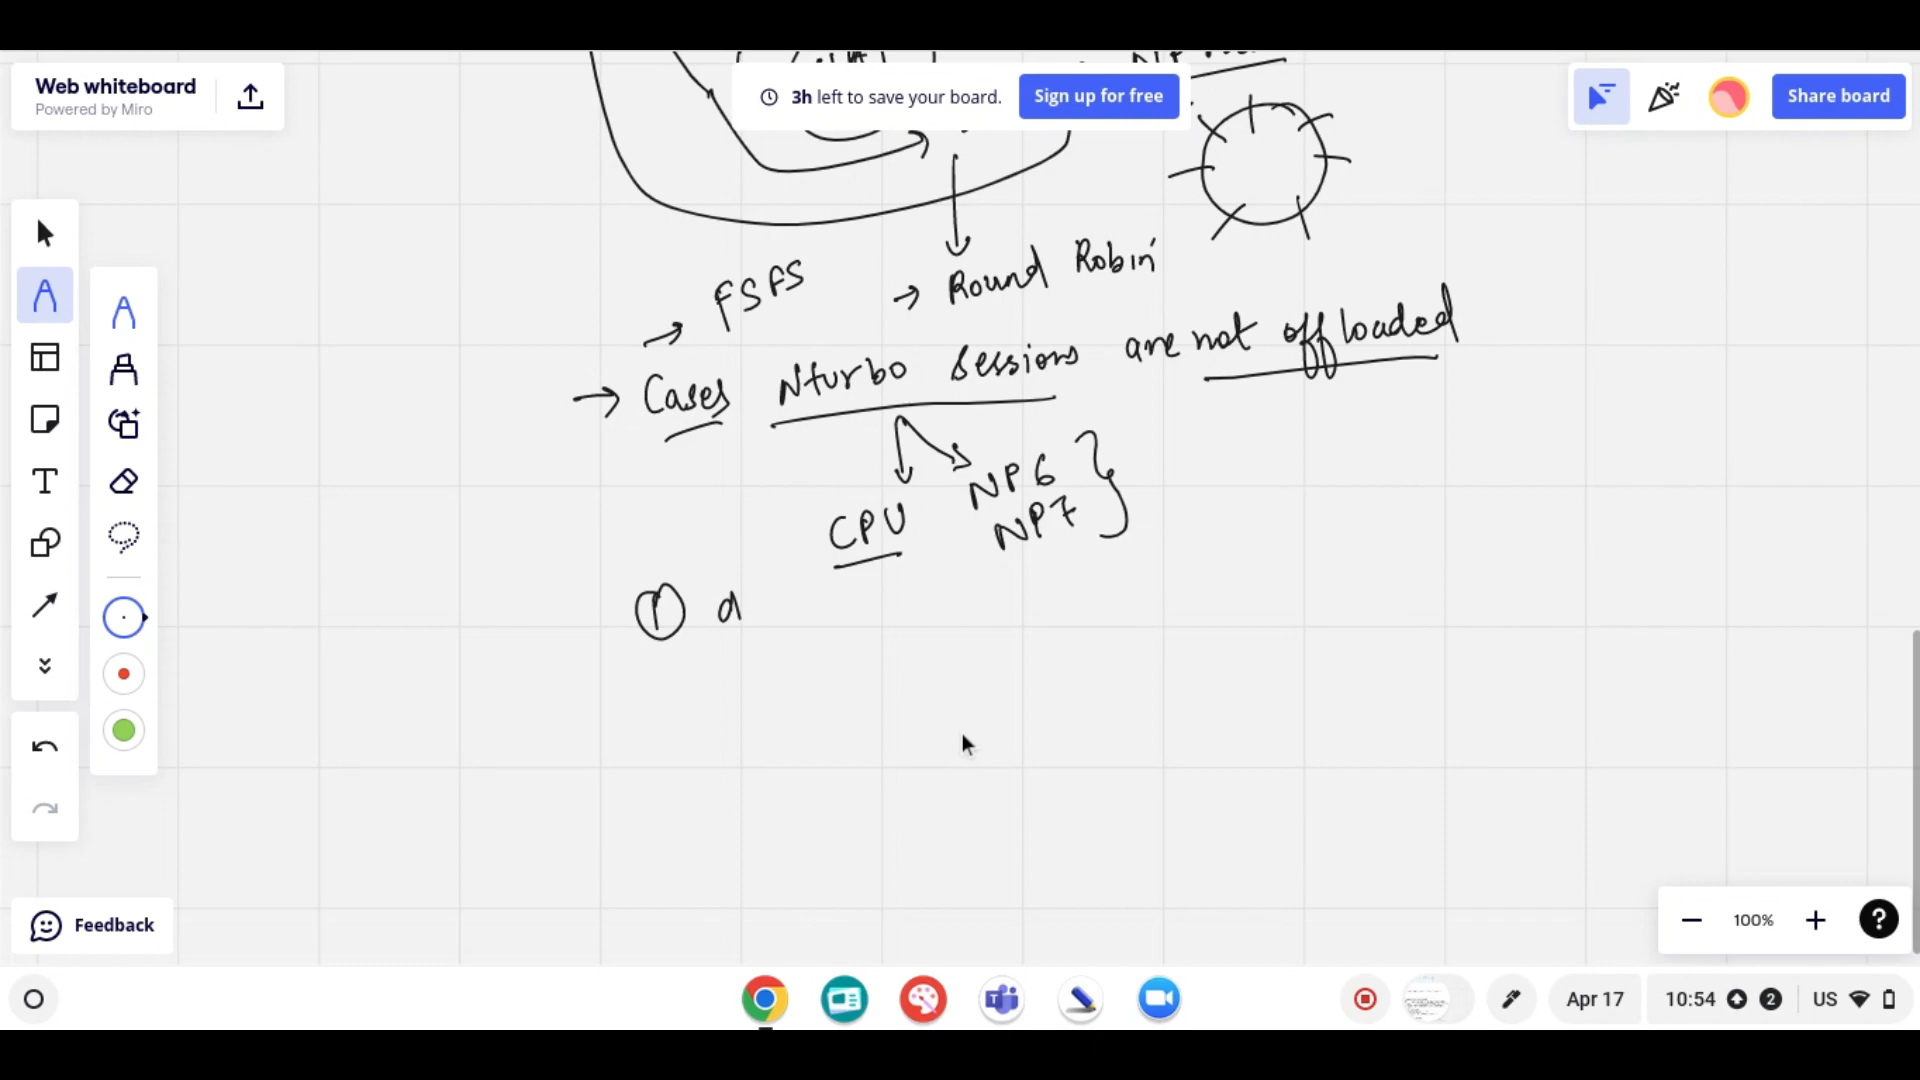 Web whiteboard
Powered by Miro
3h left to save your board.
Sign up for free
Share board
→ FSFS
→ Round Robin
→ Cases Nturbo Sessions are not offloaded
CPU
NP6
NP7
① d
T
Feedback
100%
?
Apr 17
10:54
2
US